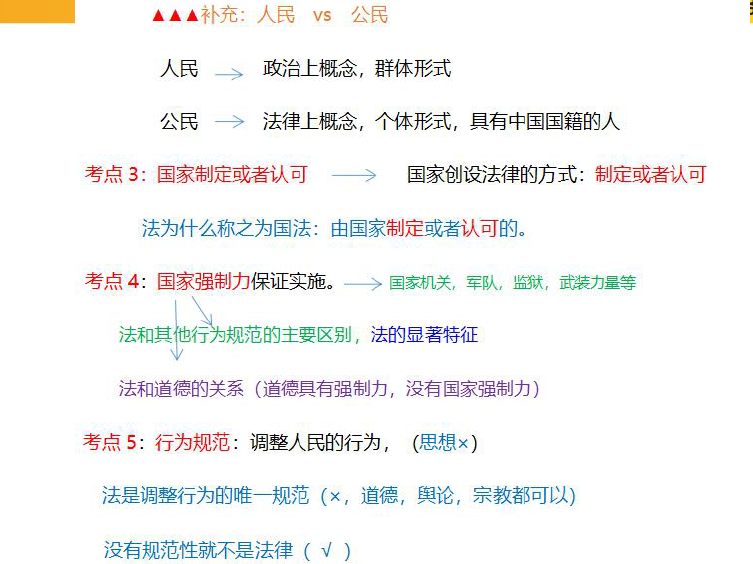 ▲▲▲补充：人民 vs 公民
人民 → 政治上概念，群体形式
公民 → 法律上概念，个体形式，具有中国国籍的人
考点 3：国家制定或者认可 → 国家创设法律的方式：制定或者认可
法为什么称之为国法：由国家制定或者认可的。
考点 4：国家强制力保证实施。→ 国家机关，军队，监狱，武装力量等
法和其他行为规范的主要区别，法的显著特征
法和道德的关系（道德具有强制力，没有国家强制力）
考点 5：行为规范：调整人民的行为，（思想×）
法是调整行为的唯一规范（×，道德，舆论，宗教都可以）
没有规范性就不是法律（ √ ）